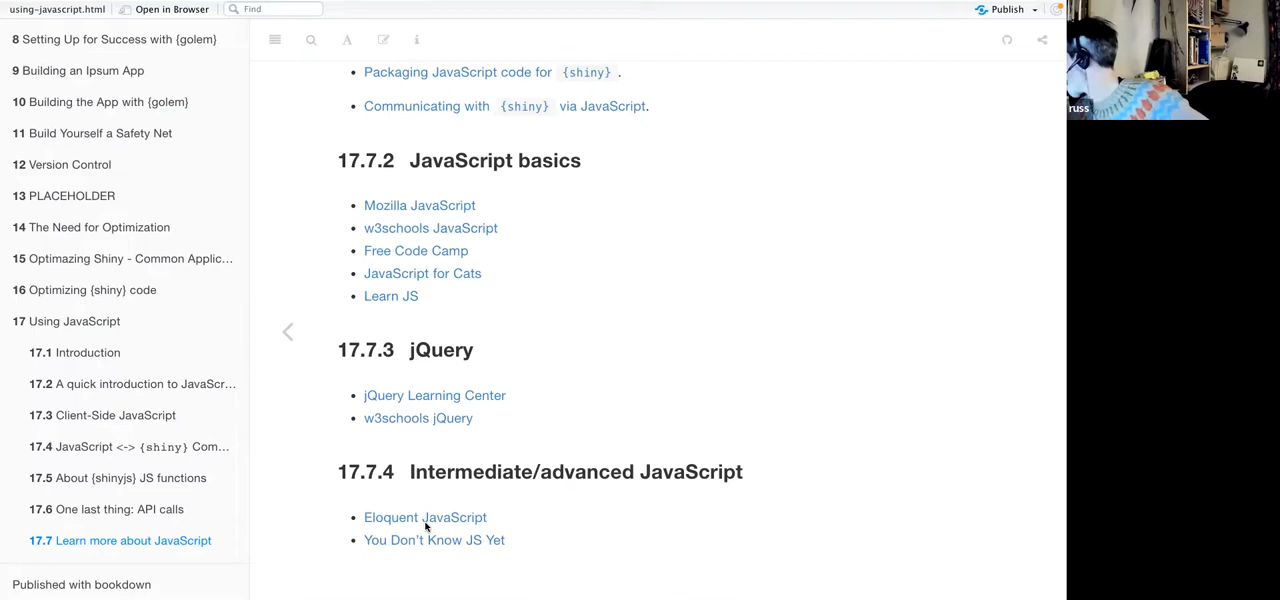 using-javascript.html
Open in Browser
Find
Publish
8 Setting Up for Success with {golem}
9 Building an Ipsum App
10 Building the App with {golem}
11 Build Yourself a Safety Net
12 Version Control
13 PLACEHOLDER
14 The Need for Optimization
15 Optimazing Shiny - Common Applic...
16 Optimizing {shiny} code
17 Using JavaScript
17.1 Introduction
17.2 A quick introduction to JavaScr...
17.3 Client-Side JavaScript
17.4 JavaScript <-> {shiny} Com...
17.5 About {shinyjs} JS functions
17.6 One last thing: API calls
17.7 Learn more about JavaScript
Published with bookdown
Packaging JavaScript code for {shiny} .
Communicating with {shiny} via JavaScript.
17.7.2 JavaScript basics
Mozilla JavaScript
w3schools JavaScript
Free Code Camp
JavaScript for Cats
Learn JS
17.7.3 jQuery
jQuery Learning Center
w3schools jQuery
17.7.4 Intermediate/advanced JavaScript
Eloquent JavaScript
You Don't Know JS Yet
russ